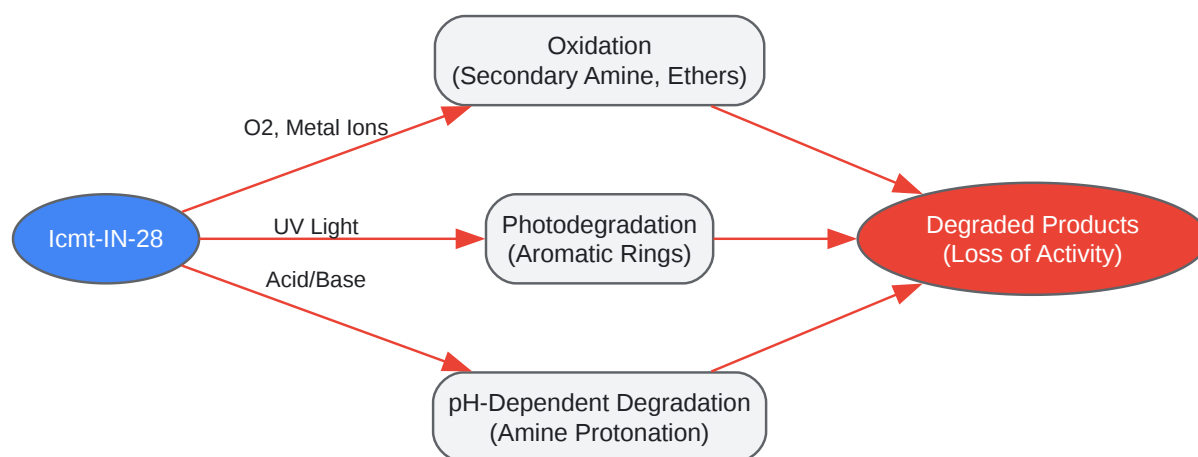 Oxidation
(Secondary Amine, Ethers)
O2, Metal Ions
Icmt-IN-28
UV Light
Photodegradation
(Aromatic Rings)
Degraded Products
(Loss of Activity)
Acid/Base
pH-Dependent Degradation
(Amine Protonation)